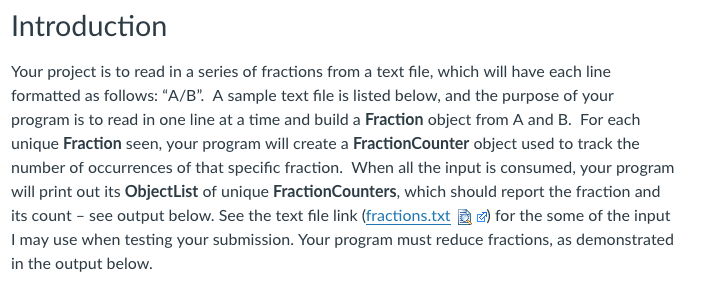 Introduction
Your project is to read in a series of fractions from a text file, which will have each line
formatted as follows: “A/B”.  A sample text file is listed below, and the purpose of your
program is to read in one line at a time and build a Fraction object from A and B.  For each
unique Fraction seen, your program will create a FractionCounter object used to track the
number of occurrences of that specific fraction.  When all the input is consumed, your program
will print out its ObjectList of unique FractionCounters, which should report the fraction and
its count – see output below. See the text file link (fractions.txt) for the some of the input
I may use when testing your submission. Your program must reduce fractions, as demonstrated
in the output below.